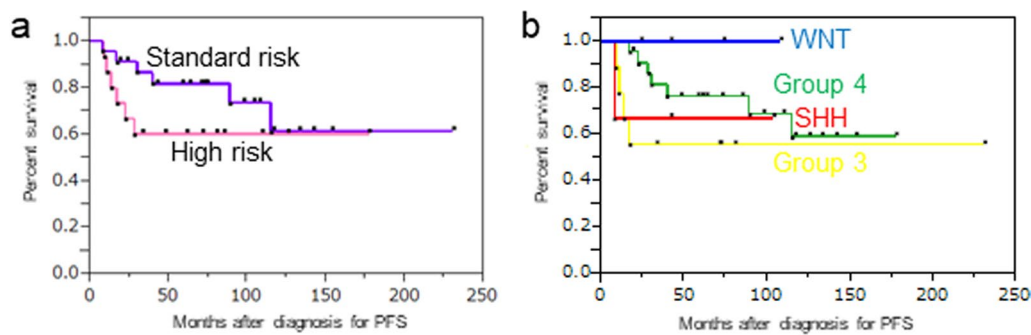 a
Percent survival
1.0
0.8
0.6
0.4
0.2
0.0
Standard risk
High risk
0 50 100 150 200 250
Months after diagnosis for PFS
b
Percent survival
1.0
0.8
0.6
0.4
0.2
0.0
WNT
Group 4
SHH
Group 3
0 50 100 150 200 250
Months after diagnosis for PFS